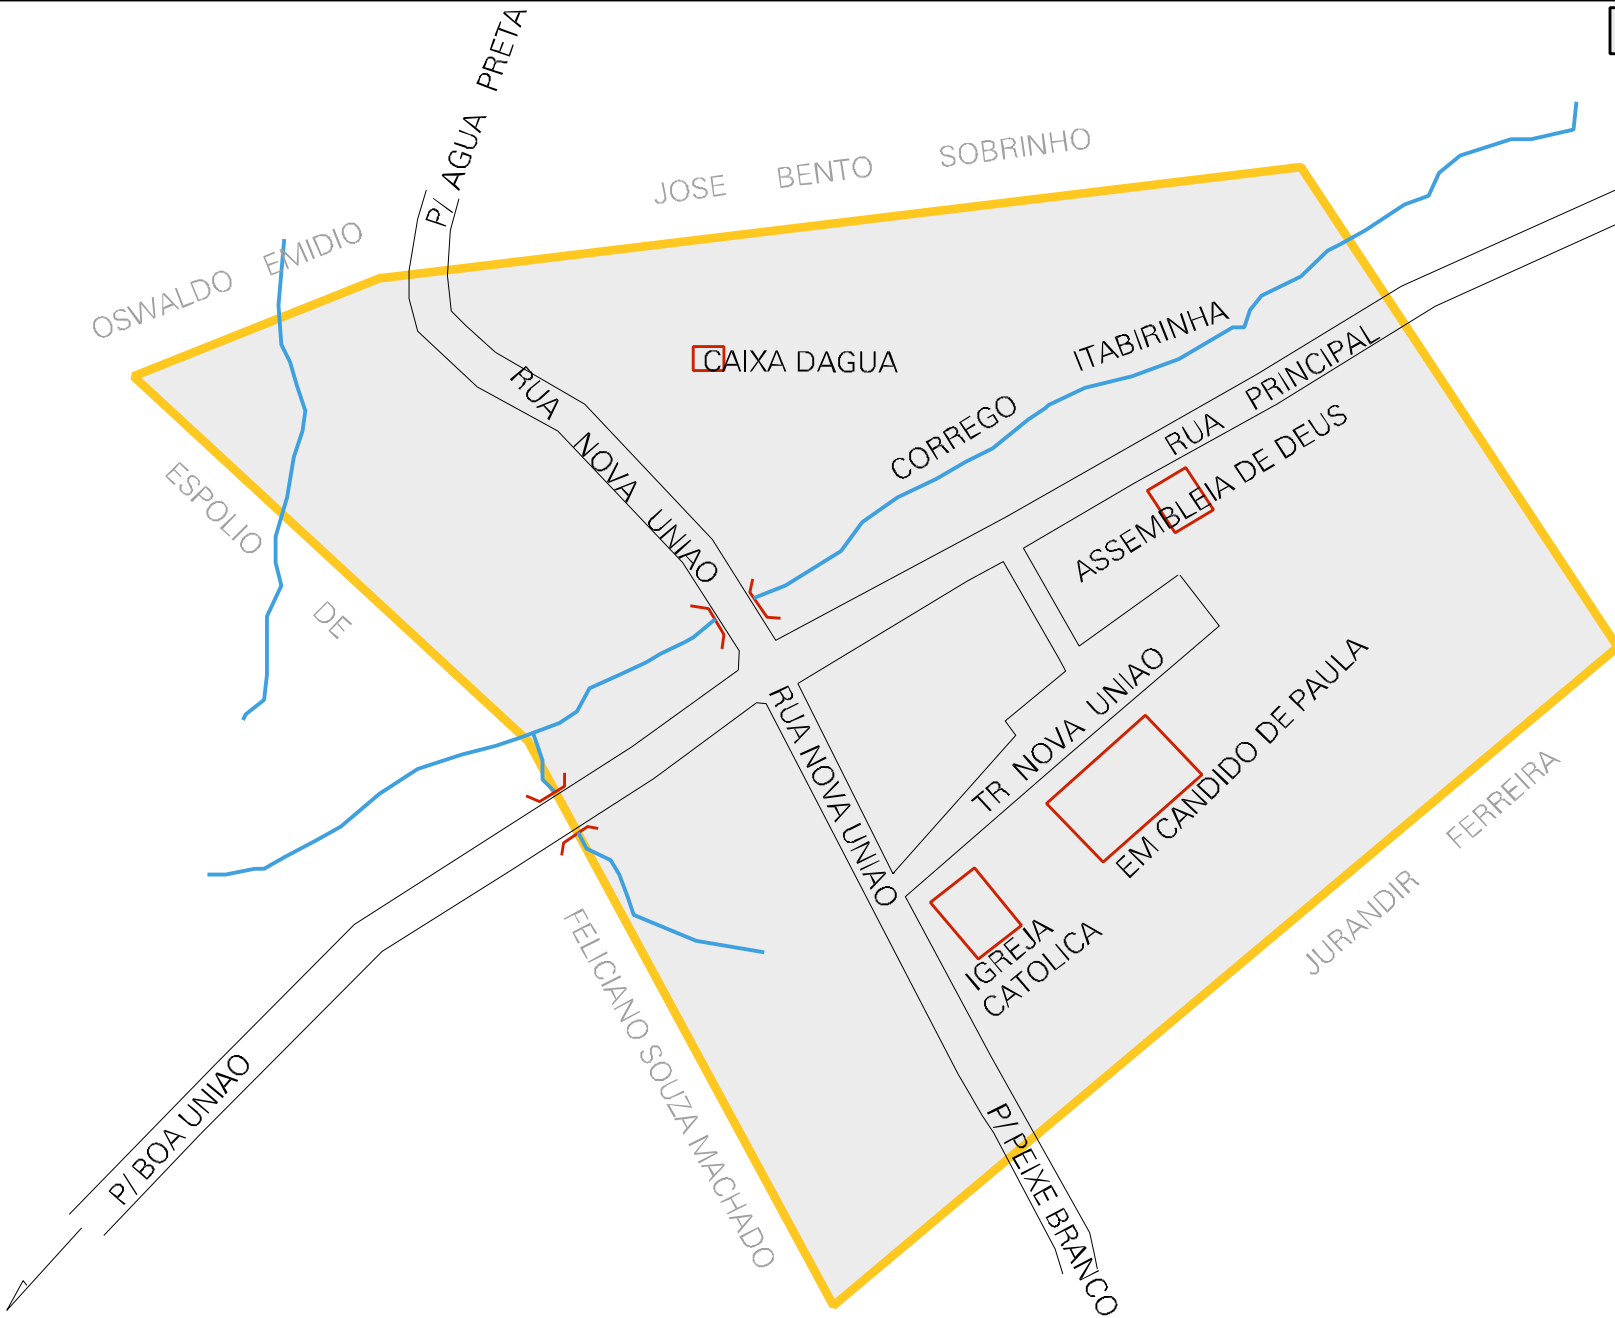 P/ AGUA PRETA
JOSE BENTO SOBRINHO
OSWALDO EMIDIO
CAIXA DAGUA
CORREGO ITABIRINHA
RUA PRINCIPAL
RUA NOVA UNIAO
ASSEMBLEIA DE DEUS
ESPOLIO DE
TR NOVA UNIAO
RUA NOVA UNIAO
EM CANDIDO DE PAULA
JURANDIR FERREIRA
IGREJA
CATOLICA
FELICIANO SOUZA MACHADO
P/ BOA UNIAO
P/PEIXE BRANCO